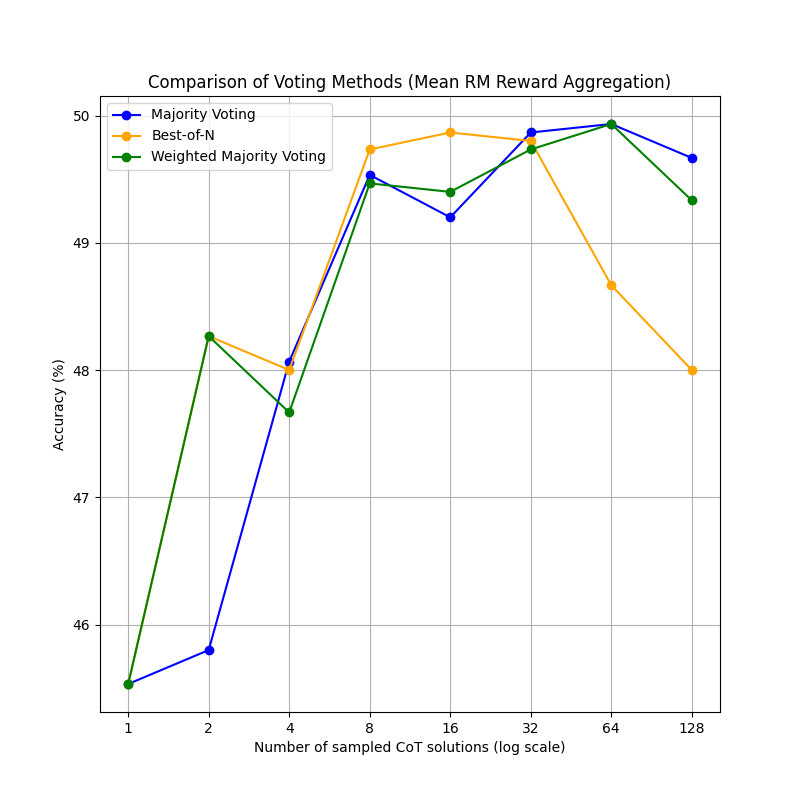 Comparison of Voting Methods (Mean RM Reward Aggregation)
Majority Voting
Best-of-N
Weighted Majority Voting
50
49
48
47
46
Accuracy (%)
1 2 4 8 16 32 64 128
Number of sampled CoT solutions (log scale)